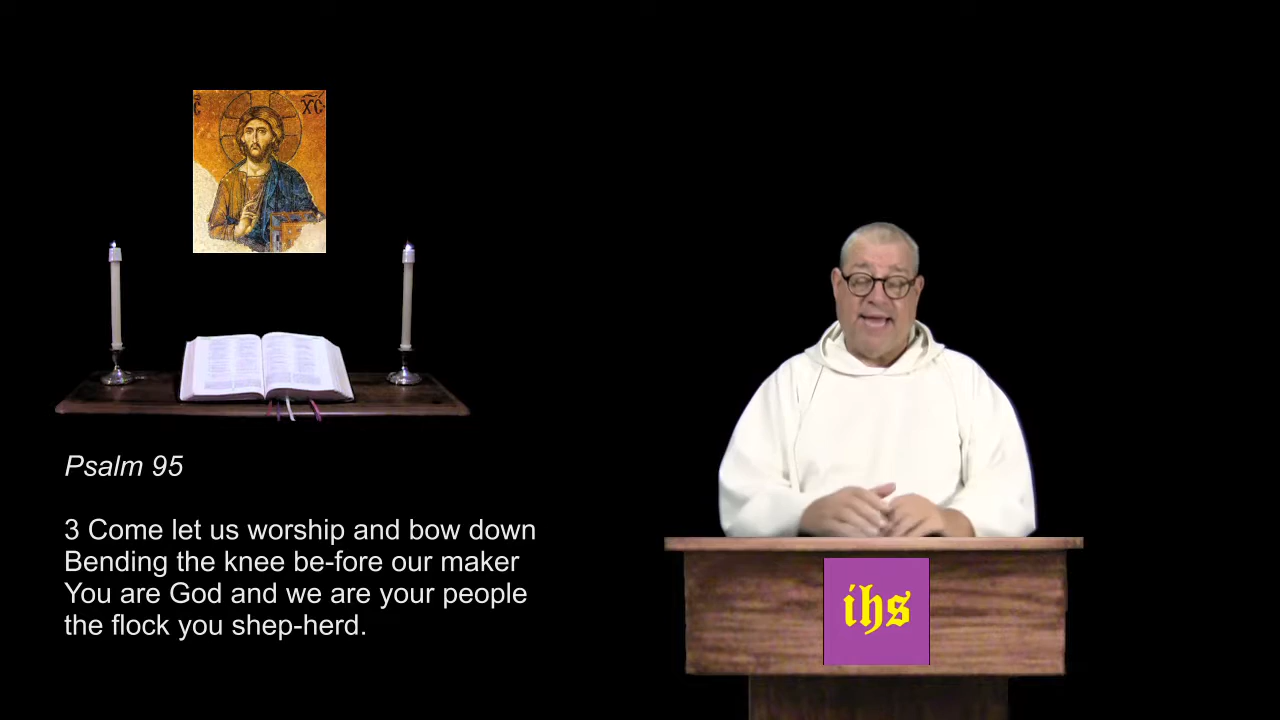 XC
Psalm 95
3 Come let us worship and bow down
Bending the knee be-fore our maker
You are God and we are your people
the flock you shep-herd.
ihs